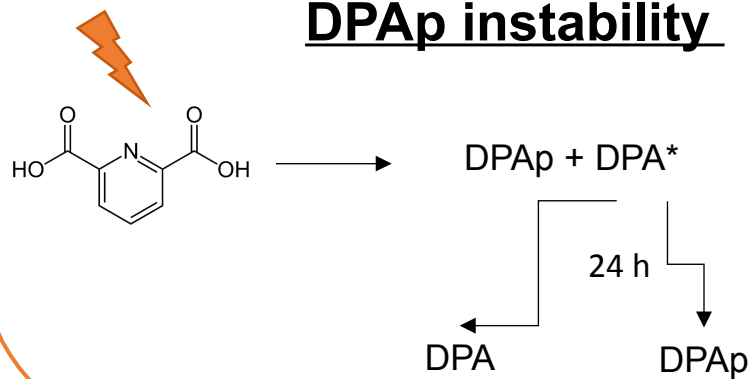 DPAp instability
O
O
HO
N
OH
DPAp + DPA*
24 h
DPA
DPAp